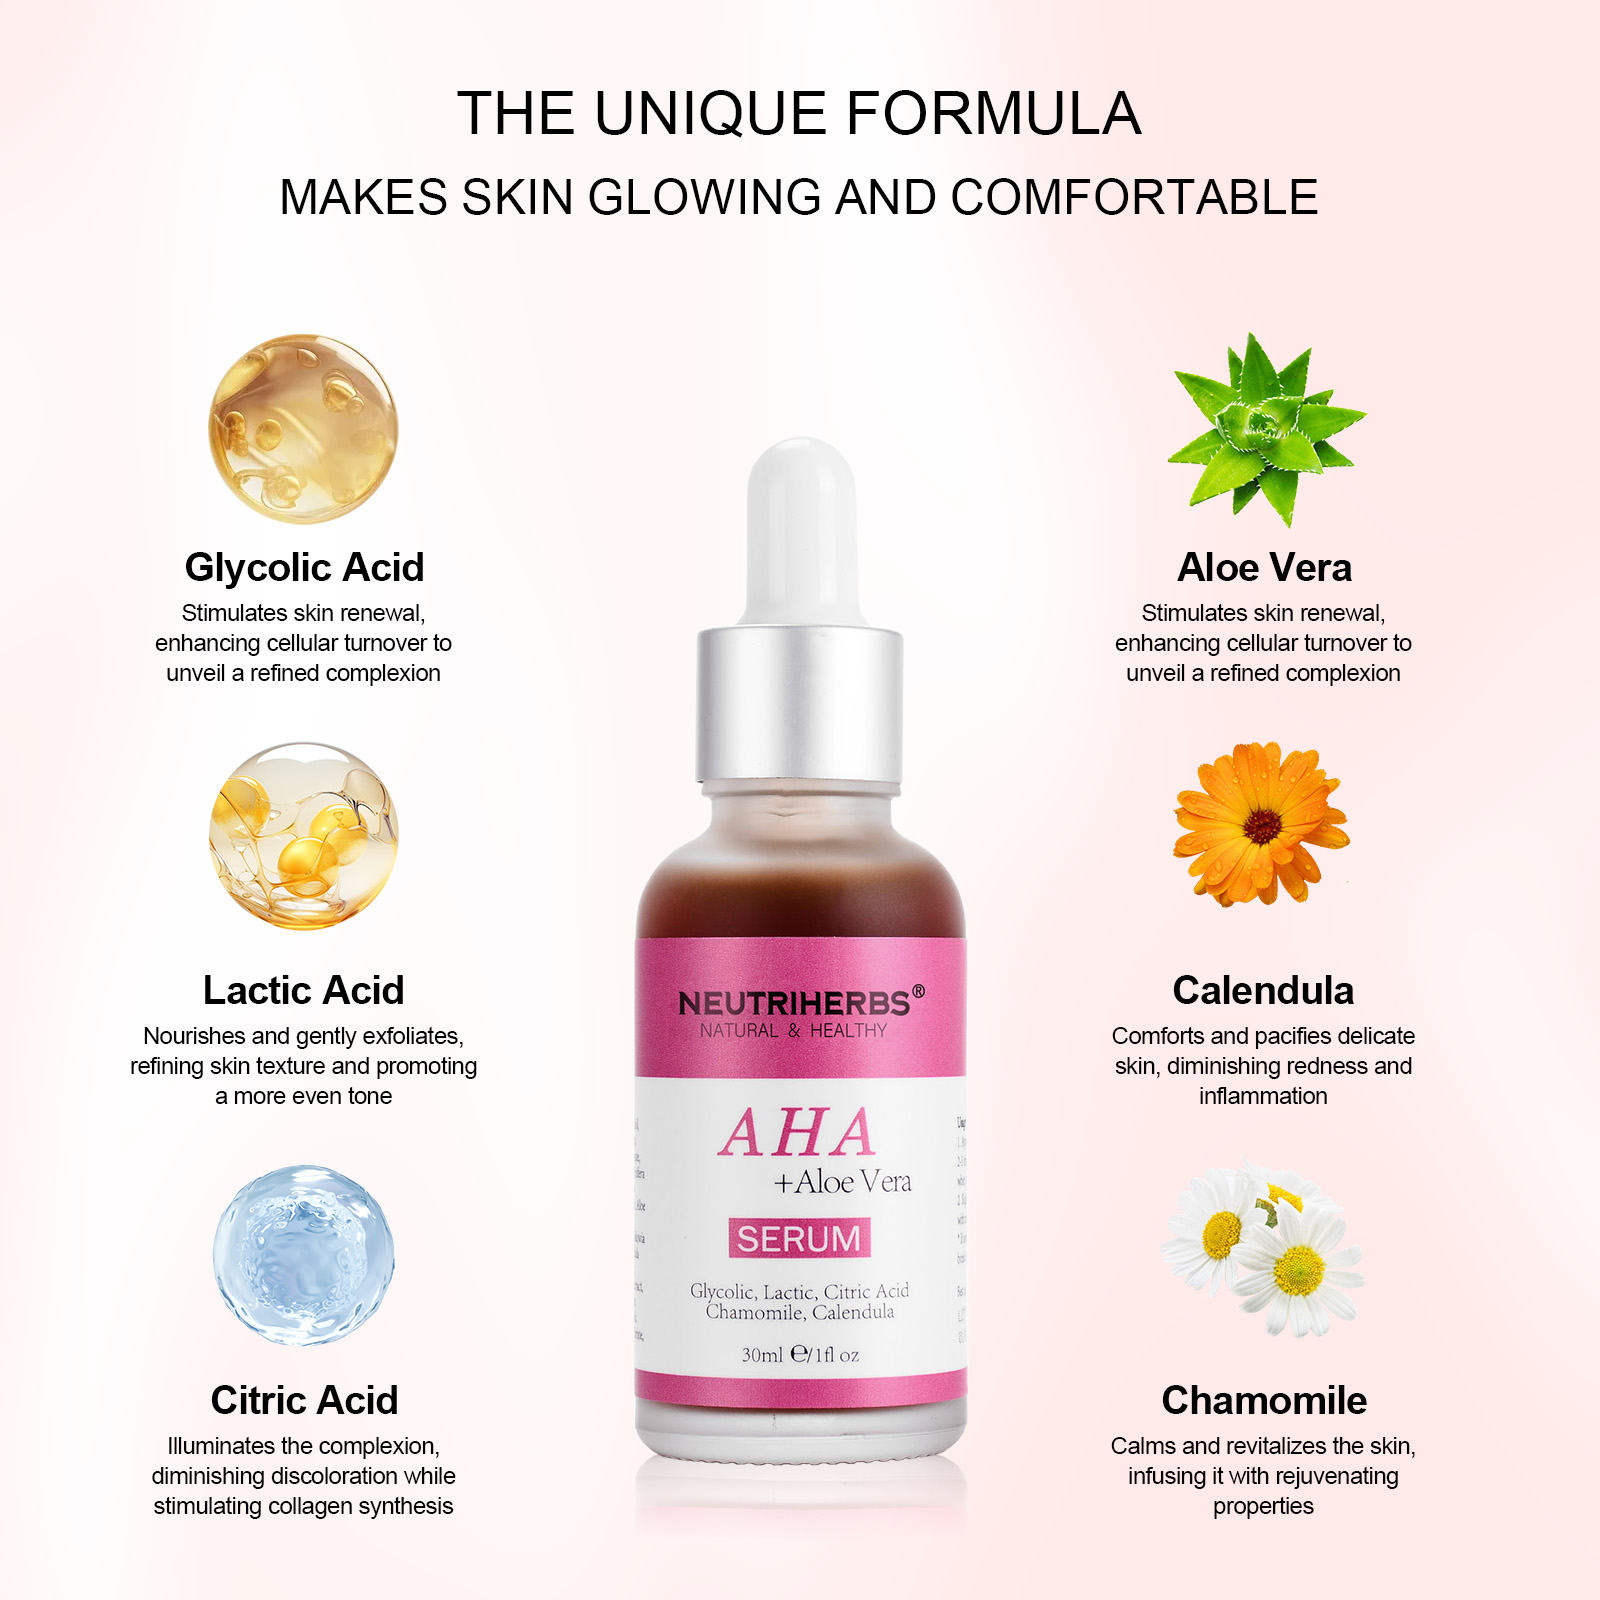 THE UNIQUE FORMULA
MAKES SKIN GLOWING AND COMFORTABLE
Glycolic Acid
Stimulates skin renewal,
enhancing cellular turnover to
unveil a refined complexion
Lactic Acid
Nourishes and gently exfoliates,
refining skin texture and promoting
a more even tone
Citric Acid
Illuminates the complexion,
diminishing discoloration while
stimulating collagen synthesis
NEUTRIHERBS®
NATURAL & HEALTHY
AHA
+Aloe Vera
SERUM
Glycolic, Lactic, Citric Acid
Chamomile, Calendula
30ml ℮/1fl oz
Aloe Vera
Stimulates skin renewal,
enhancing cellular turnover to
unveil a refined complexion
Calendula
Comforts and pacifies delicate
skin, diminishing redness and
inflammation
Chamomile
Calms and revitalizes the skin,
infusing it with rejuvenating
properties